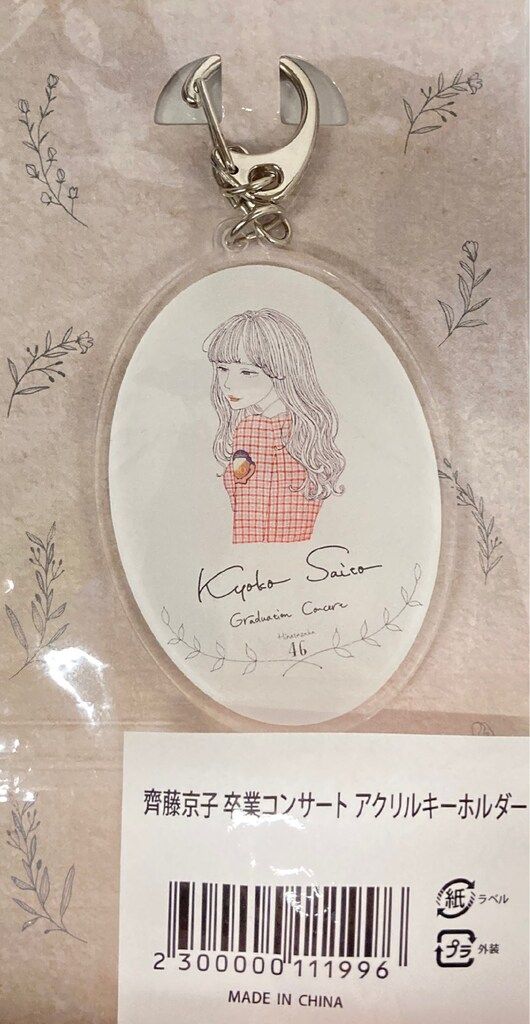 Kyoko Saito
Graduation Concert
Hinatazaka
46
齊藤京子 卒業コンサート アクリルキーホルダー
紙 ラベル
プラ 外装
2 300000 111996
MADE IN CHINA